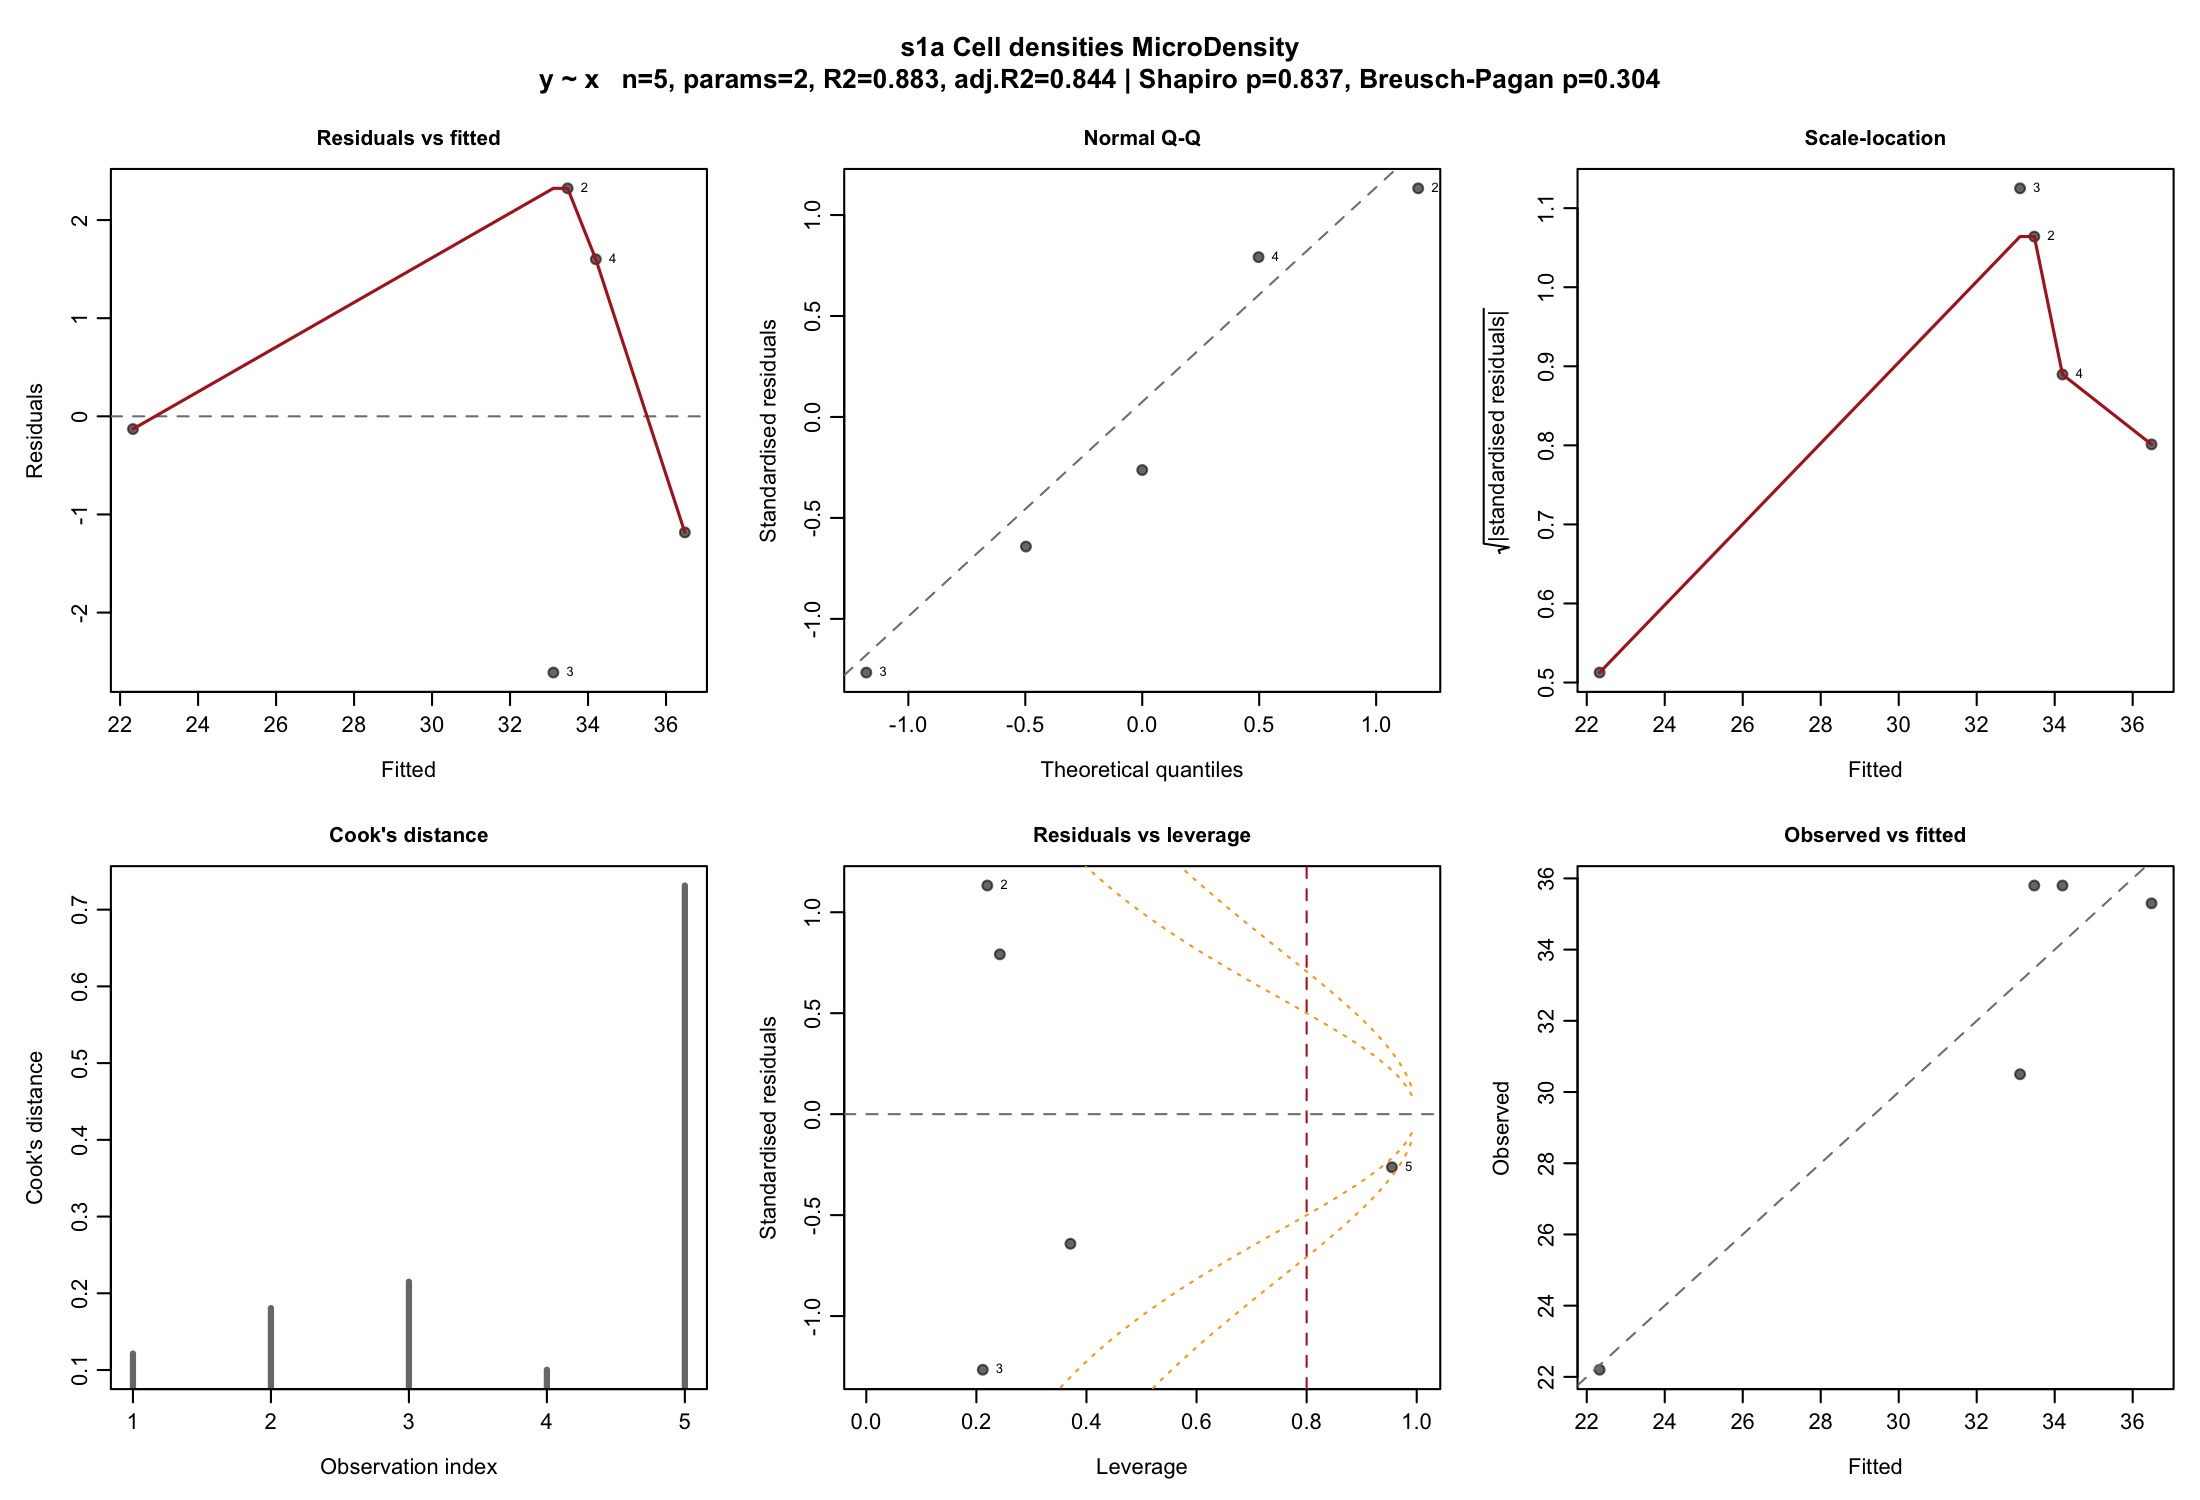 s1a Cell densities MicroDensity
y ~ x   n=5, params=2, R2=0.883, adj.R2=0.844 | Shapiro p=0.837, Breusch-Pagan p=0.304
Residuals vs fitted
Residuals
2
1
0
-1
-2
2
4
3
22 24 26 28 30 32 34 36
Fitted
Normal Q-Q
Standardised residuals
1.0
0.5
0.0
-0.5
-1.0
2
4
3
-1.0 -0.5 0.0 0.5 1.0
Theoretical quantiles
Scale-location
√|standardised residuals|
1.1
1.0
0.9
0.8
0.7
0.6
0.5
3
2
4
22 24 26 28 30 32 34 36
Fitted
Cook's distance
Cook's distance
0.7
0.6
0.5
0.4
0.3
0.2
0.1
1 2 3 4 5
Observation index
Residuals vs leverage
Standardised residuals
1.0
0.5
0.0
-0.5
-1.0
2
5
3
0.0 0.2 0.4 0.6 0.8 1.0
Leverage
Observed vs fitted
Observed
36
34
32
30
28
26
24
22
22 24 26 28 30 32 34 36
Fitted